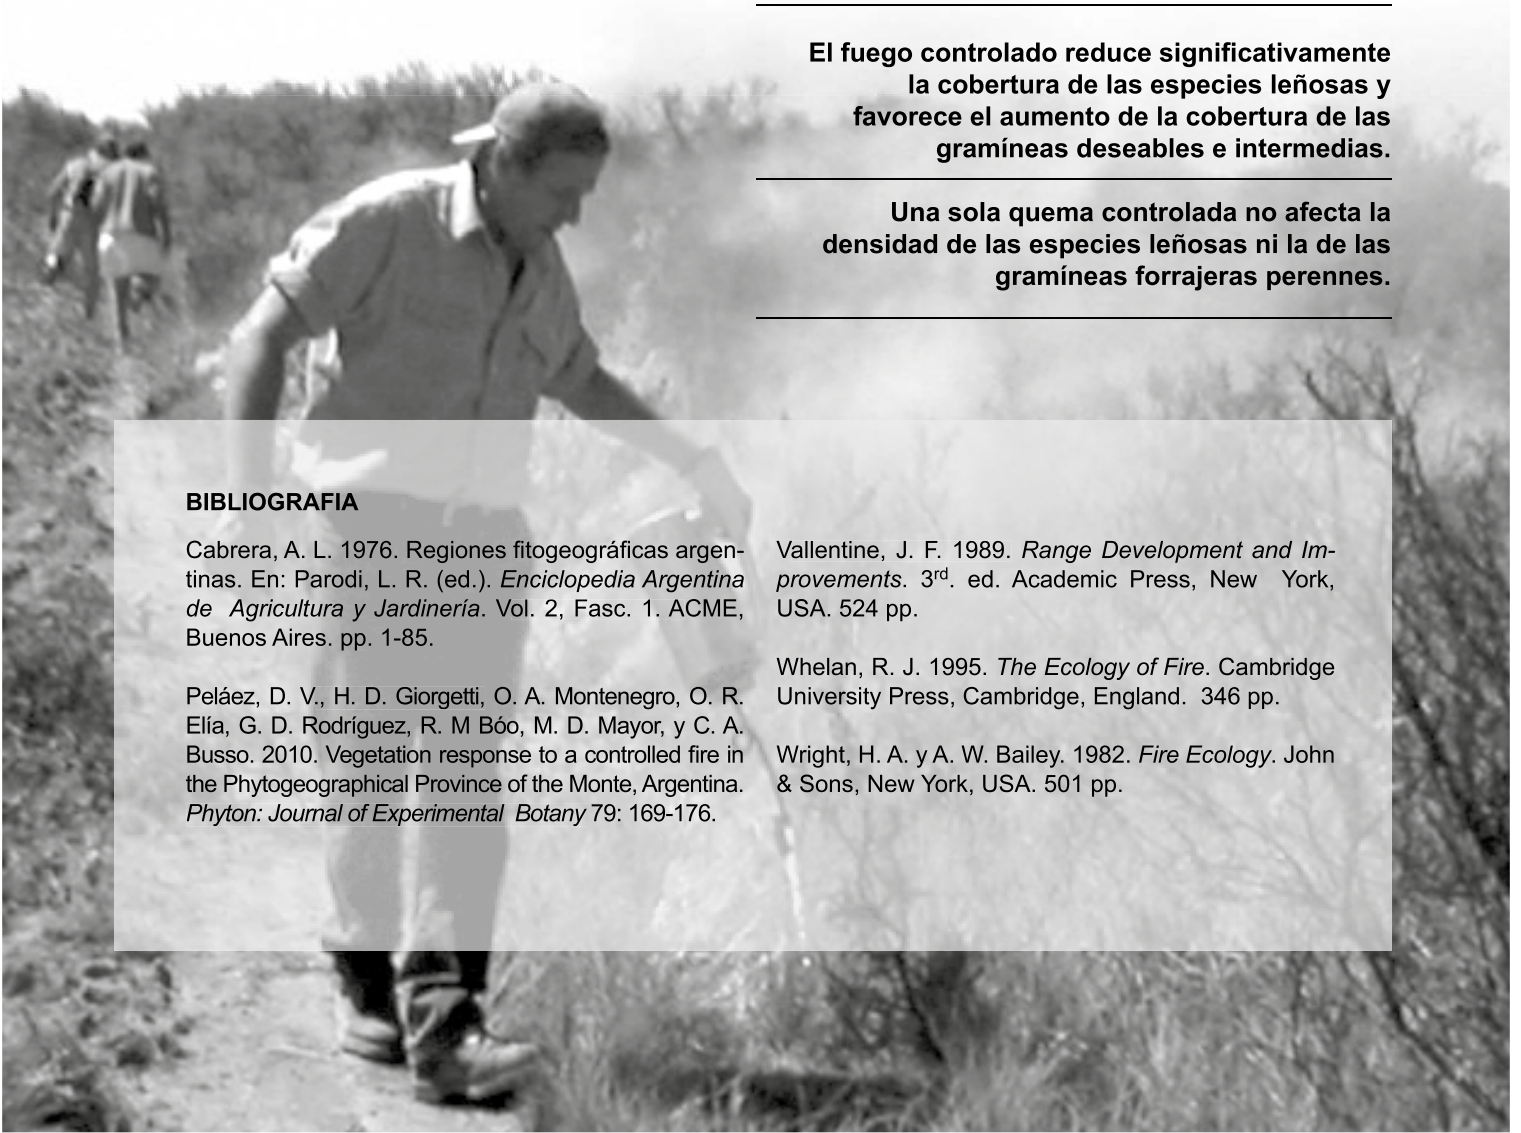 El fuego controlado reduce significativamente
la cobertura de las especies leñosas y
favorece el aumento de la cobertura de las
gramíneas deseables e intermedias.
Una sola quema controlada no afecta la
densidad de las especies leñosas ni la de las
gramíneas forrajeras perennes.
BIBLIOGRAFIA
Cabrera, A. L. 1976. Regiones fitogeográficas argen-
tinas. En: Parodi, L. R. (ed.). Enciclopedia Argentina
de Agricultura y Jardinería. Vol. 2, Fasc. 1. ACME,
Buenos Aires. pp. 1-85.
Peláez, D. V., H. D. Giorgetti, O. A. Montenegro, O. R.
Elía, G. D. Rodríguez, R. M Bóo, M. D. Mayor, y C. A.
Busso. 2010. Vegetation response to a controlled fire in
the Phytogeographical Province of the Monte, Argentina.
Phyton: Journal of Experimental Botany 79: 169-176.
Vallentine, J. F. 1989. Range Development and Im-
provements. 3rd. ed. Academic Press, New York,
USA. 524 pp.
Whelan, R. J. 1995. The Ecology of Fire. Cambridge
University Press, Cambridge, England. 346 pp.
Wright, H. A. y A. W. Bailey. 1982. Fire Ecology. John
& Sons, New York, USA. 501 pp.